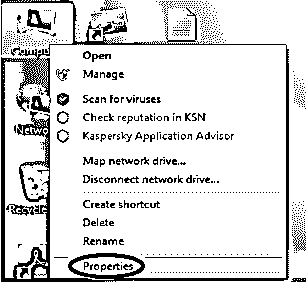 Compu
Open
Manage
Scan for viruses
Check reputation in KSN
Kaspersky Application Advisor
Map network drive...
Disconnect network drive...
Create shortcut
Delete
Rename
Properties
Netwo
Recycle